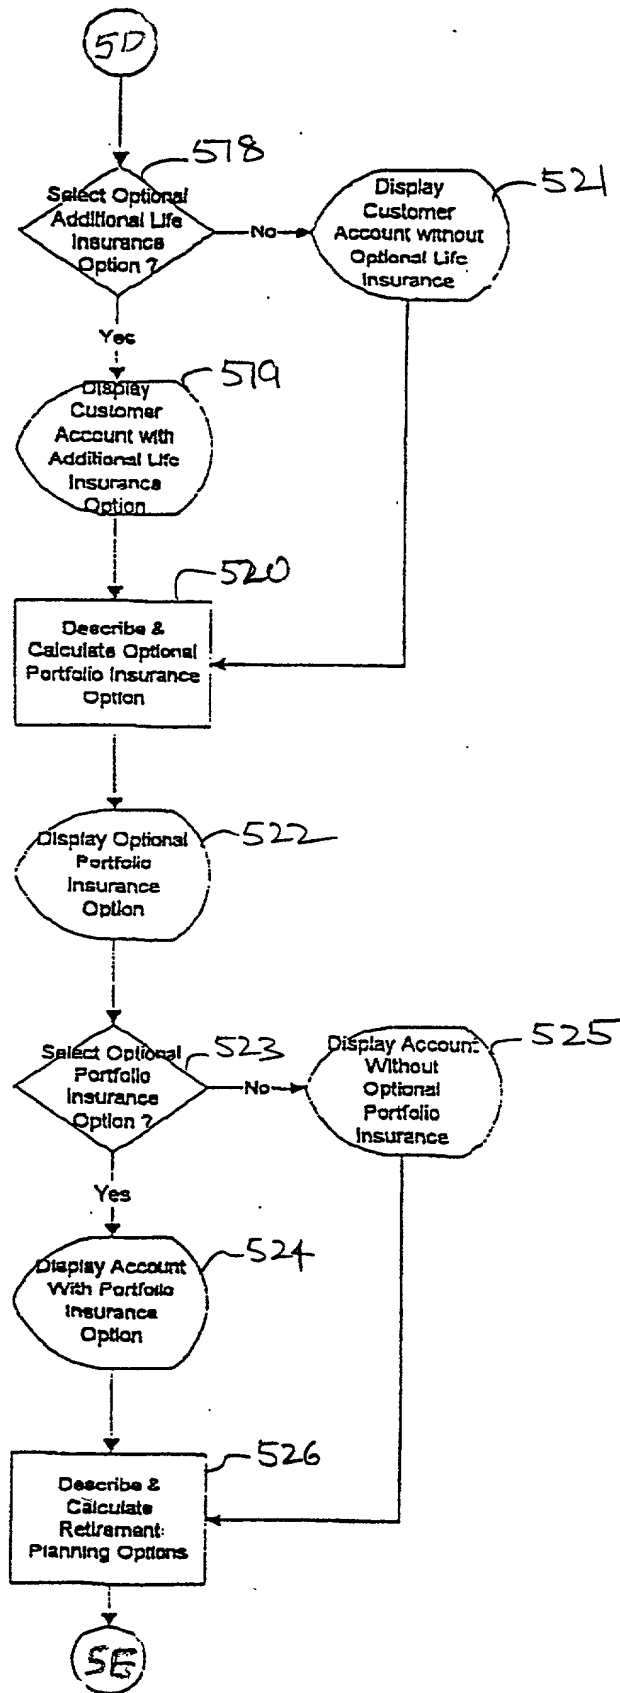 5D
518
Select Optional
Additional Life
Insurance
Option ?
No
521
Display
Customer
Account without
Optional Life
Insurance
Yes
519
Display
Customer
Account with
Additional Life
Insurance
Option
520
Describe &
Calculate Optional
Portfolio Insurance
Option
522
Display Optional
Portfolio
Insurance
Option
523
Select Optional
Portfolio
Insurance
Option ?
No
525
Display Account
Without
Optional
Portfolio
Insurance
Yes
524
Display Account
With Portfolio
Insurance
Option
526
Describe &
Calculate
Retirement
Planning Options
5E